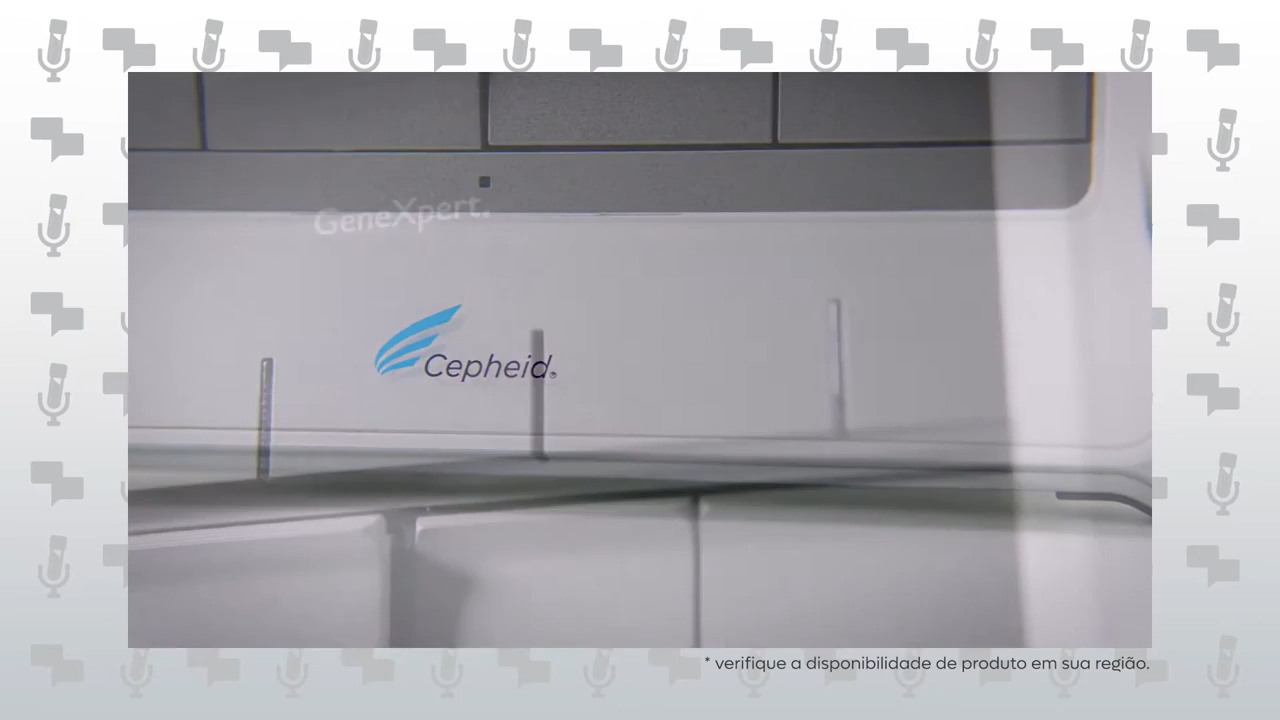 GeneXpert.
Cepheid®
* verifique a disponibilidade de produto em sua região.